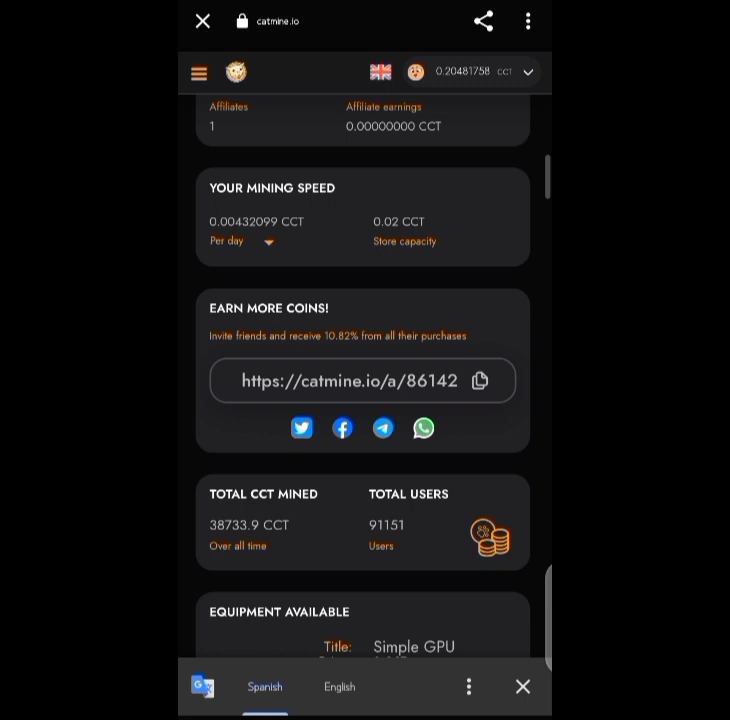 catmine.io
0.20481758 CCT
Affiliates
Affiliate earnings
1
0.00000000 CCT
YOUR MINING SPEED
0.00432099 CCT
0.02 CCT
Per day
Store capacity
EARN MORE COINS!
Invite friends and receive 10.82% from all their purchases
https://catmine.io/a/86142
TOTAL CCT MINED
TOTAL USERS
38733.9 CCT
91151
Over all time
Users
EQUIPMENT AVAILABLE
Title: Simple GPU
Spanish
English